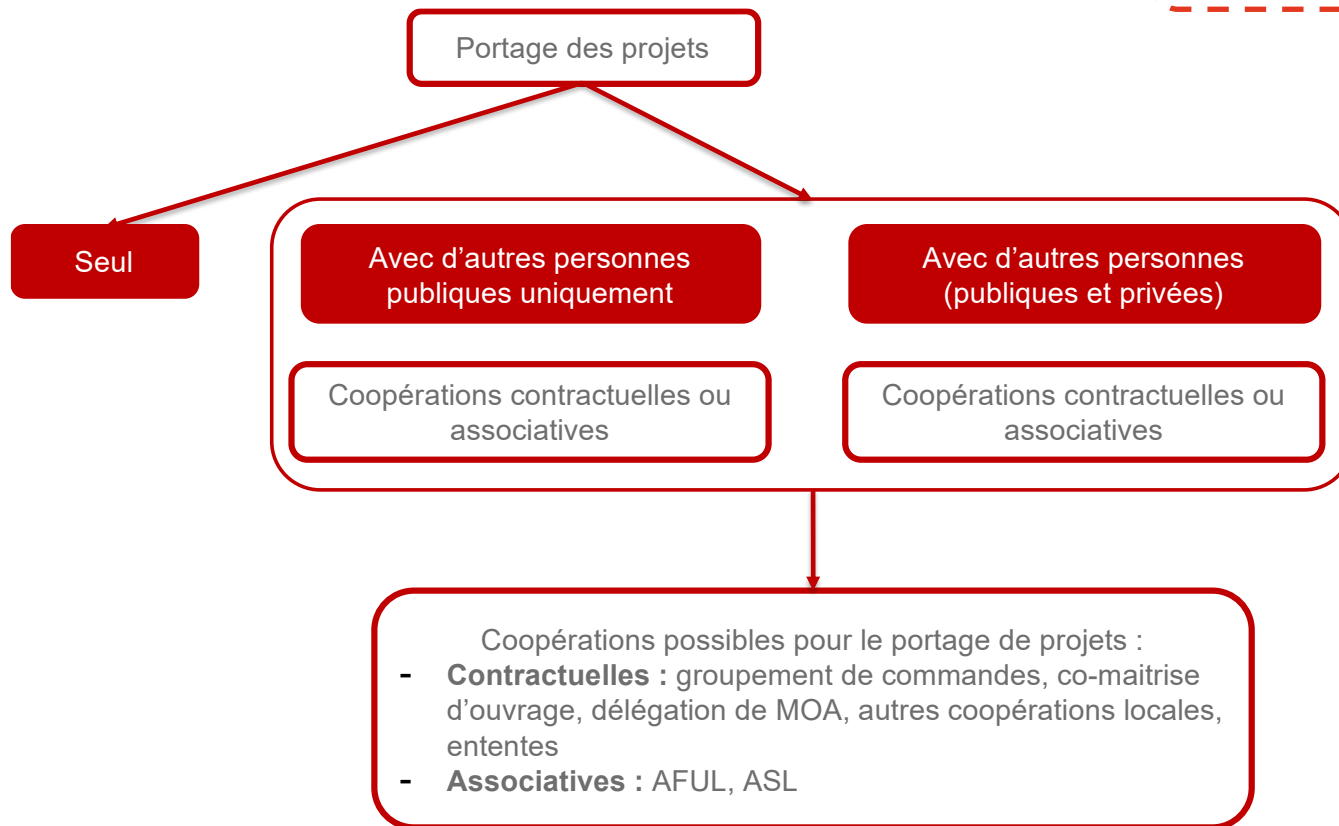 Portage des projets
Seul
Avec d’autres personnes
publiques uniquement
Avec d’autres personnes
(publiques et privées)
Coopérations contractuelles ou
associatives
Coopérations contractuelles ou
associatives
Coopérations possibles pour le portage de projets :
- Contractuelles : groupement de commandes, co-maitrise
d’ouvrage, délégation de MOA, autres coopérations locales,
ententes
- Associatives : AFUL, ASL